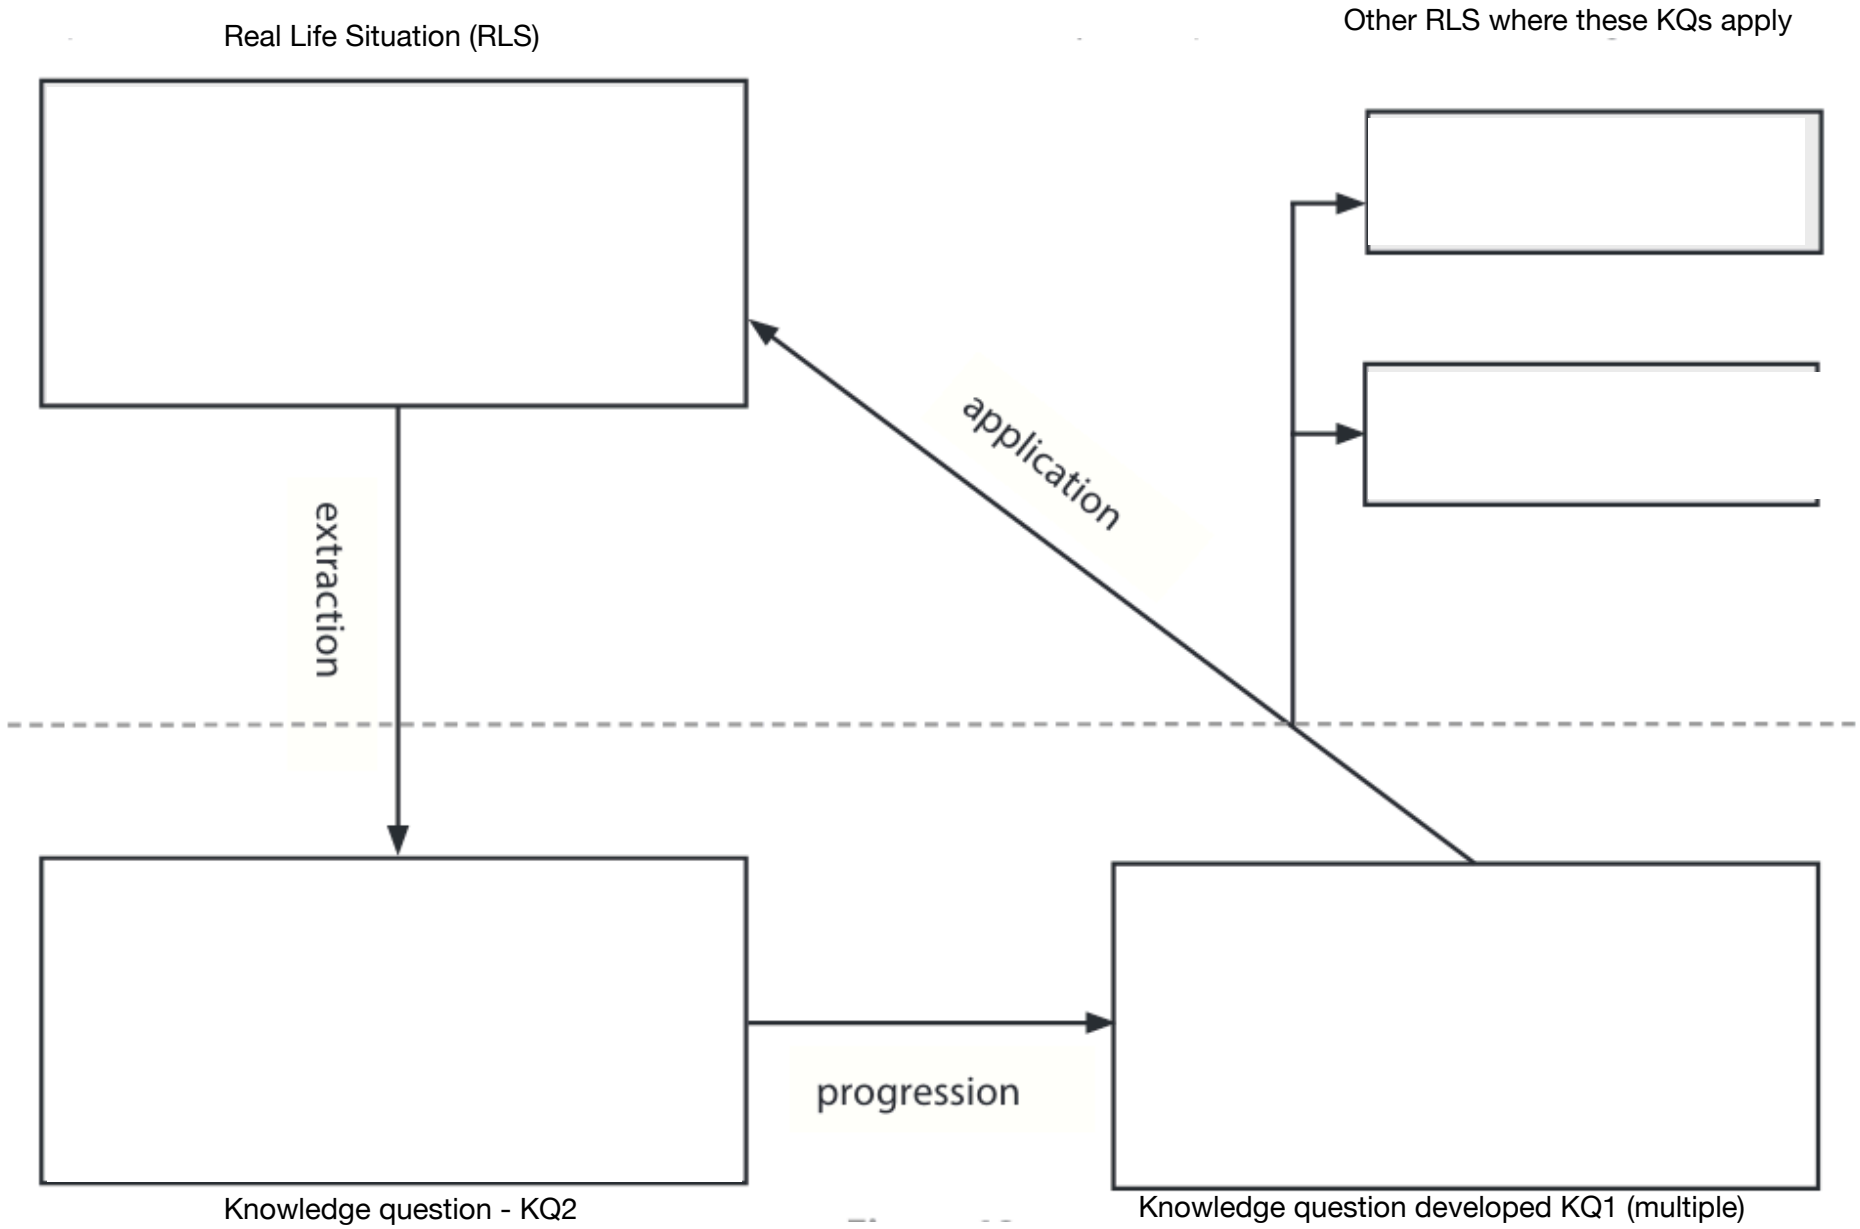 Real Life Situation (RLS)
Other RLS where these KQs apply
application
extraction
progression
Knowledge question - KQ2
Knowledge question developed KQ1 (multiple)